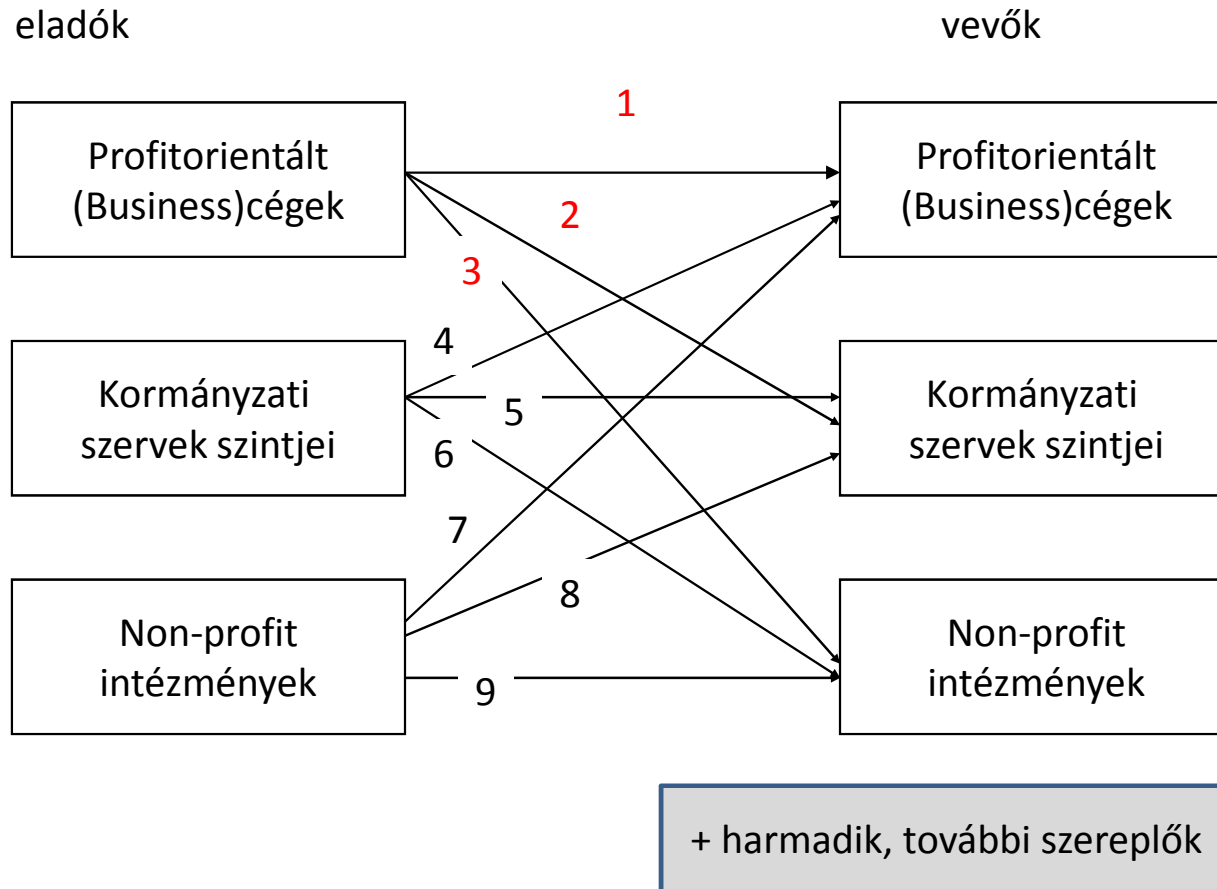 eladók
vevők
1
Profitorientált
(Business)cégek
Profitorientált
(Business)cégek
2
3
4
Kormányzati
szervek szintjei
Kormányzati
szervek szintjei
5
6
7
8
Non-profit
intézmények
Non-profit
intézmények
9
+ harmadik, további szereplők